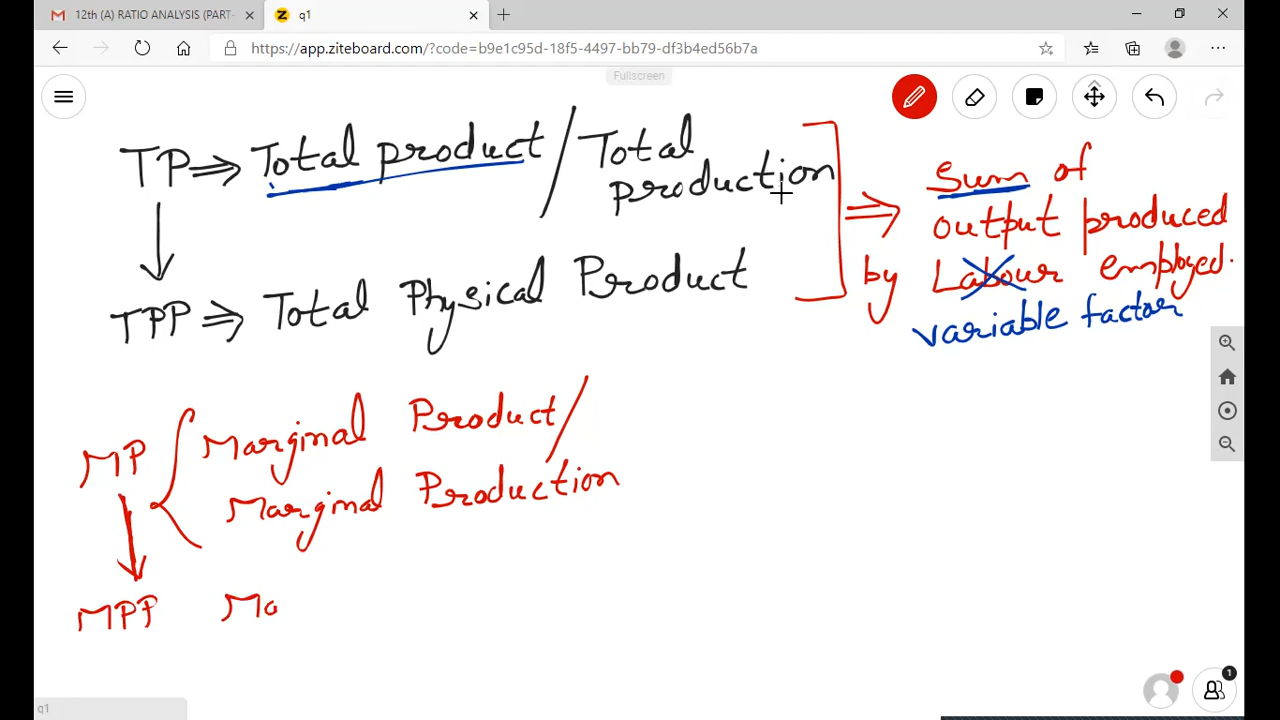 12th (A) RATIO ANALYSIS (PART-
q1
https://app.ziteboard.com/?code=b9e1c95d-18f5-4497-bb79-df3b4ed56b7a
Fullscreen
TP ⇒ Total product / Total production
TPP ⇒ Total Physical Product
⇒ Sum of
output produced
by Labour employed.
variable factor
MP { Marginal Product /
Marginal Production
MPP Ma
1
q1